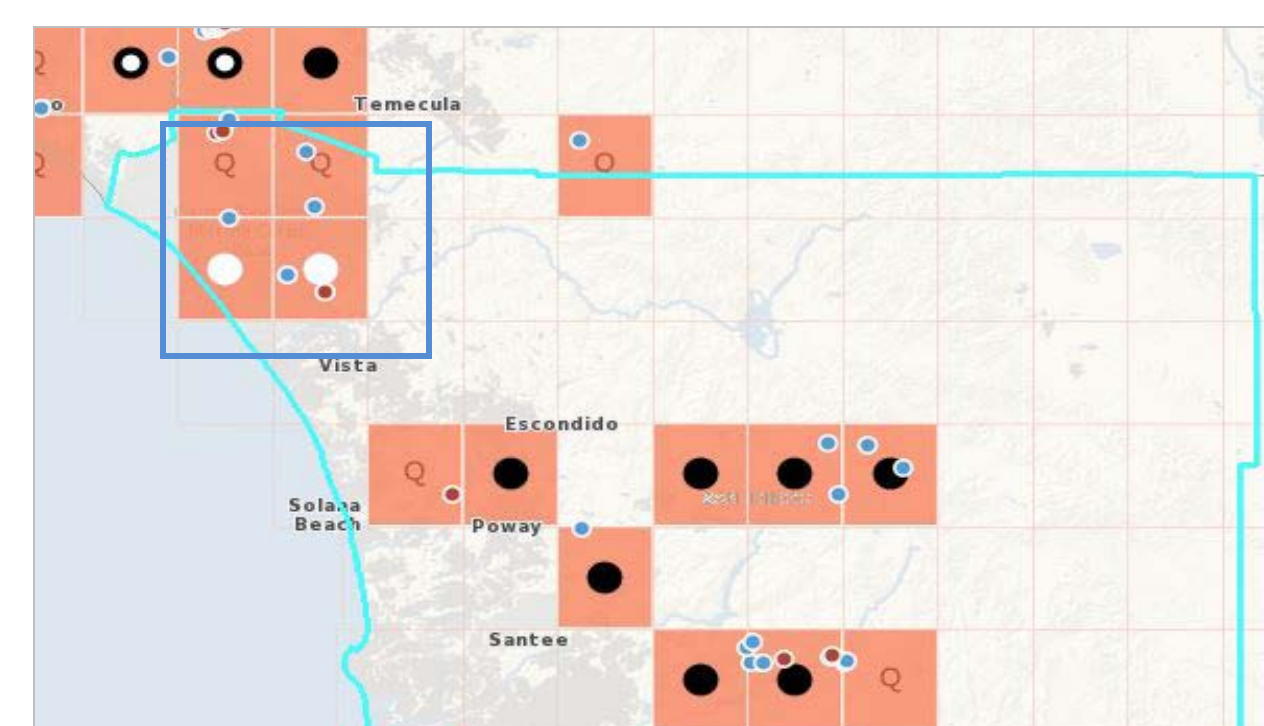 Q
o
Temecula
Q
Q
Q
Q
Vista
Escondido
Q
Solana
Beach
Poway
Santee
Q